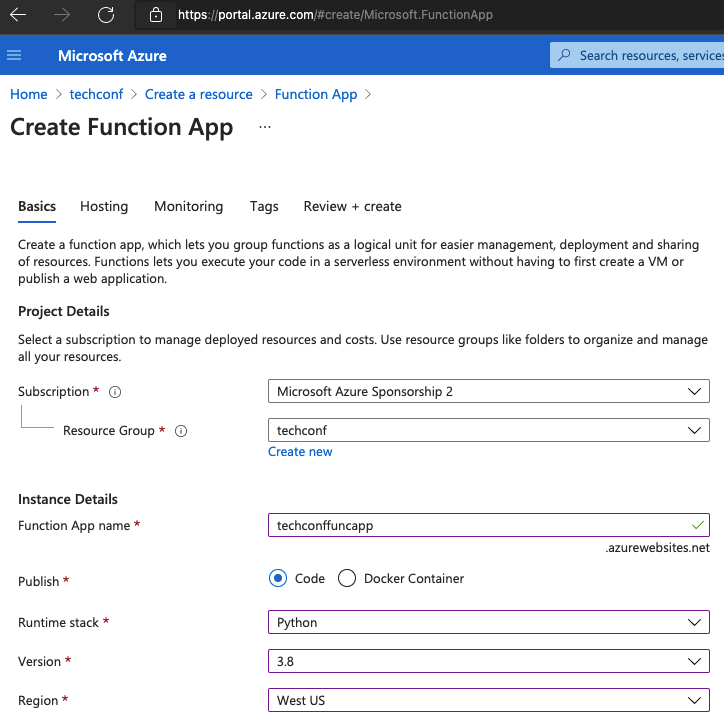 https://portal.azure.com/#create/Microsoft.FunctionApp
Microsoft Azure
Search resources, services
Home > techconf > Create a resource > Function App >
Create Function App ...
Basics Hosting Monitoring Tags Review + create
Create a function app, which lets you group functions as a logical unit for easier management, deployment and sharing
of resources. Functions lets you execute your code in a serverless environment without having to first create a VM or
publish a web application.
Project Details
Select a subscription to manage deployed resources and costs. Use resource groups like folders to organize and manage
all your resources.
Subscription * Microsoft Azure Sponsorship 2
Resource Group * techconf
Create new
Instance Details
Function App name * techconffuncapp
.azurewebsites.net
Publish * Code Docker Container
Runtime stack * Python
Version * 3.8
Region * West US